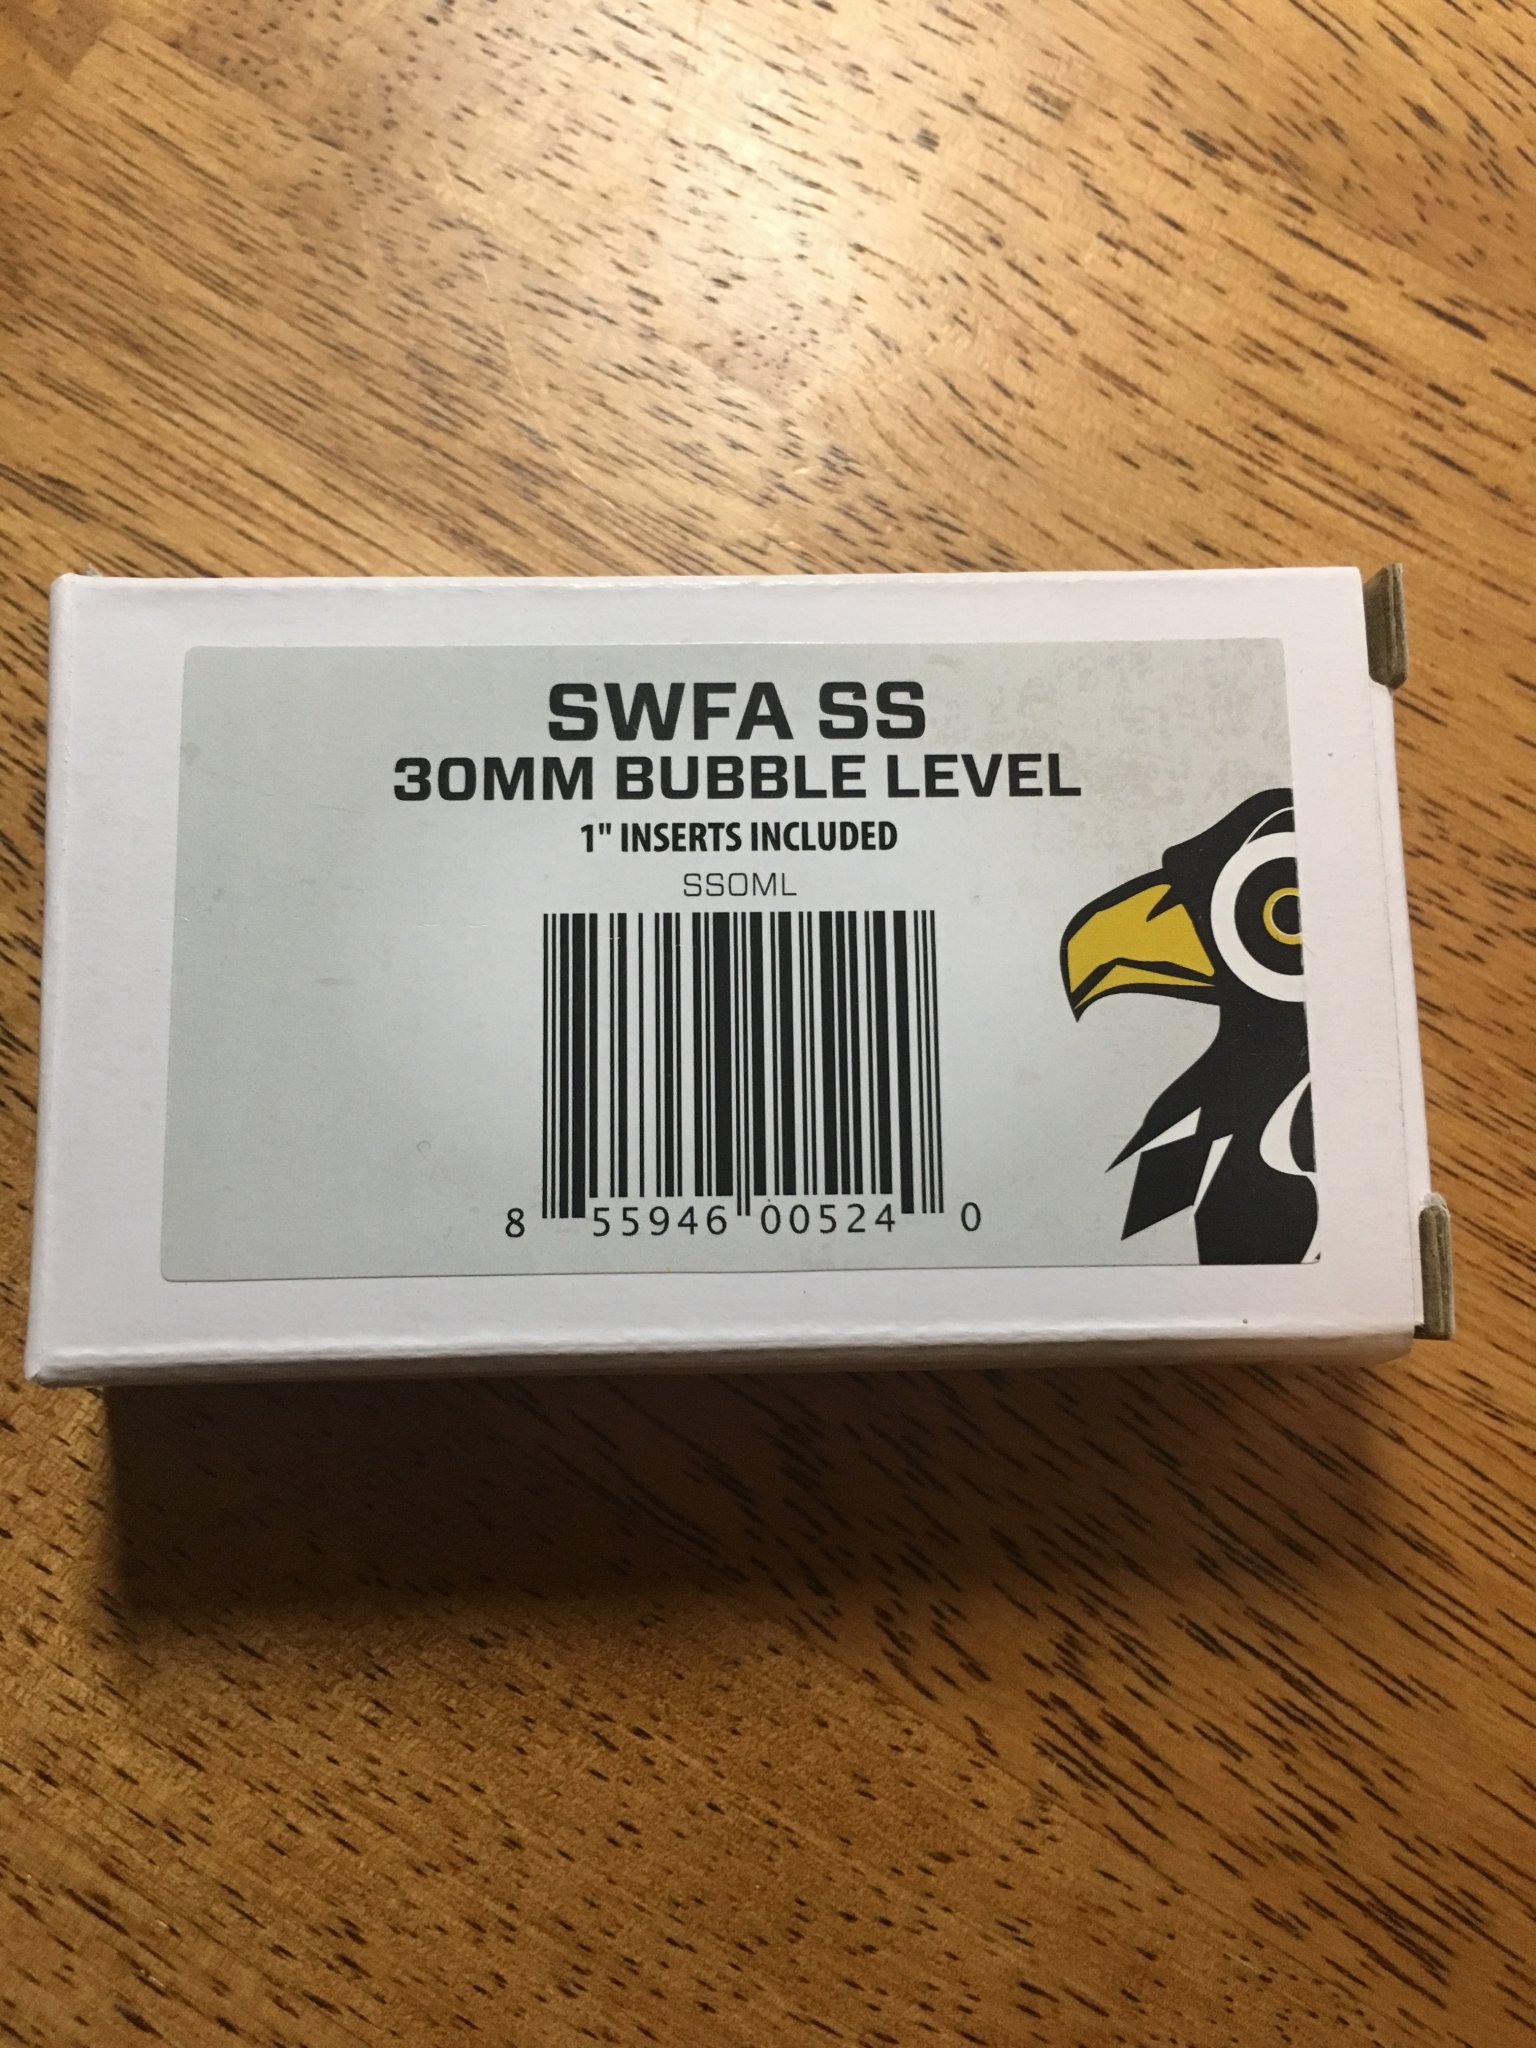 SWFA SS
30MM BUBBLE LEVEL
1" INSERTS INCLUDED
SSOML
8 55946 00524 0